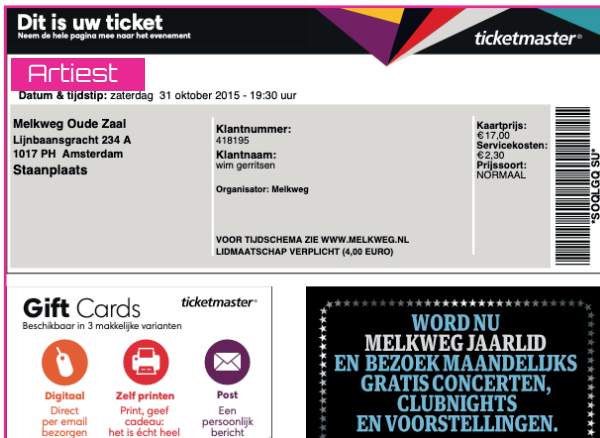 Dit is uw ticket
Neem de hele pagina mee naar het evenement
ticketmaster®
Artiest
Datum & tijdstip: zaterdag 31 oktober 2015 - 19:30 uur
Melkweg Oude Zaal
Lijnbaansgracht 234 A
1017 PH Amsterdam
Staanplaats
Klantnummer:
418195
Klantnaam:
wim gerritsen
Organisator: Melkweg
VOOR TIJDSCHEMA ZIE WWW.MELKWEG.NL
LIDMAATSCHAP VERPLICHT (4,00 EURO)
Kaartprijs:
€17,00
Servicekosten:
€2,30
Prijssoort:
NORMAAL
*SOQLGQ SU*
Gift Cards
ticketmaster®
Beschikbaar in 3 makkelijke varianten
Digitaal
Direct
per email
bezorgen
Zelf printen
Print, geef
cadeau:
het is écht heel
Post
Een
persoonlijk
bericht
WORD NU
MELKWEG JAARLID
EN BEZOEK MAANDELIJKS
GRATIS CONCERTEN,
CLUBNIGHTS
EN VOORSTELLINGEN.